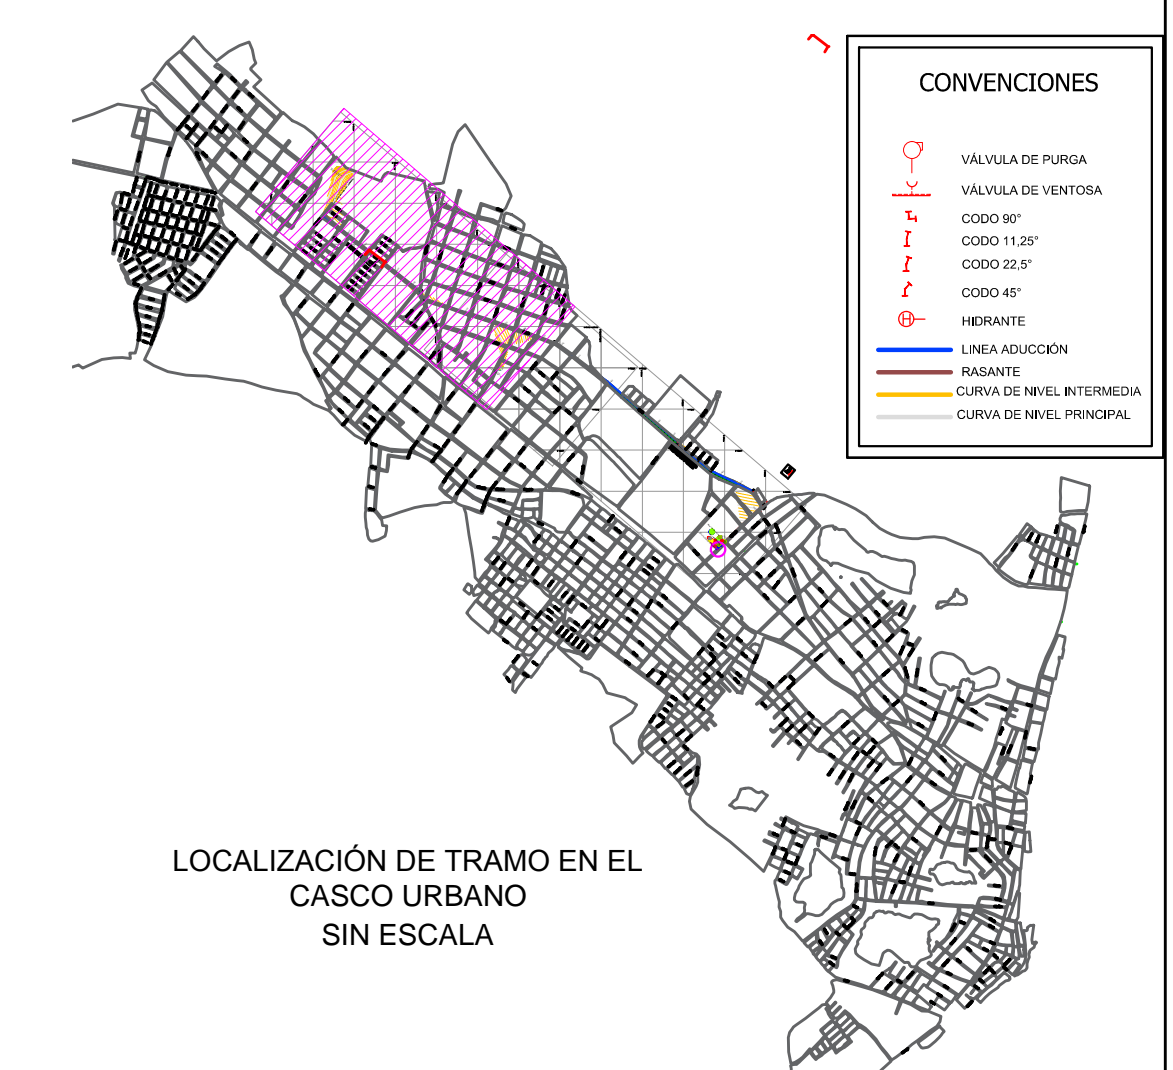 CONVENCIONES
VÁLVULA DE PURGA
VÁLVULA DE VENTOSA
CODO 90°
CODO 11,25°
CODO 22,5°
CODO 45°
H HIDRANTE
LINEA ADUCCIÓN
RASANTE
CURVA DE NIVEL INTERMEDIA
CURVA DE NIVEL PRINCIPAL
LOCALIZACIÓN DE TRAMO EN EL
CASCO URBANO
SIN ESCALA